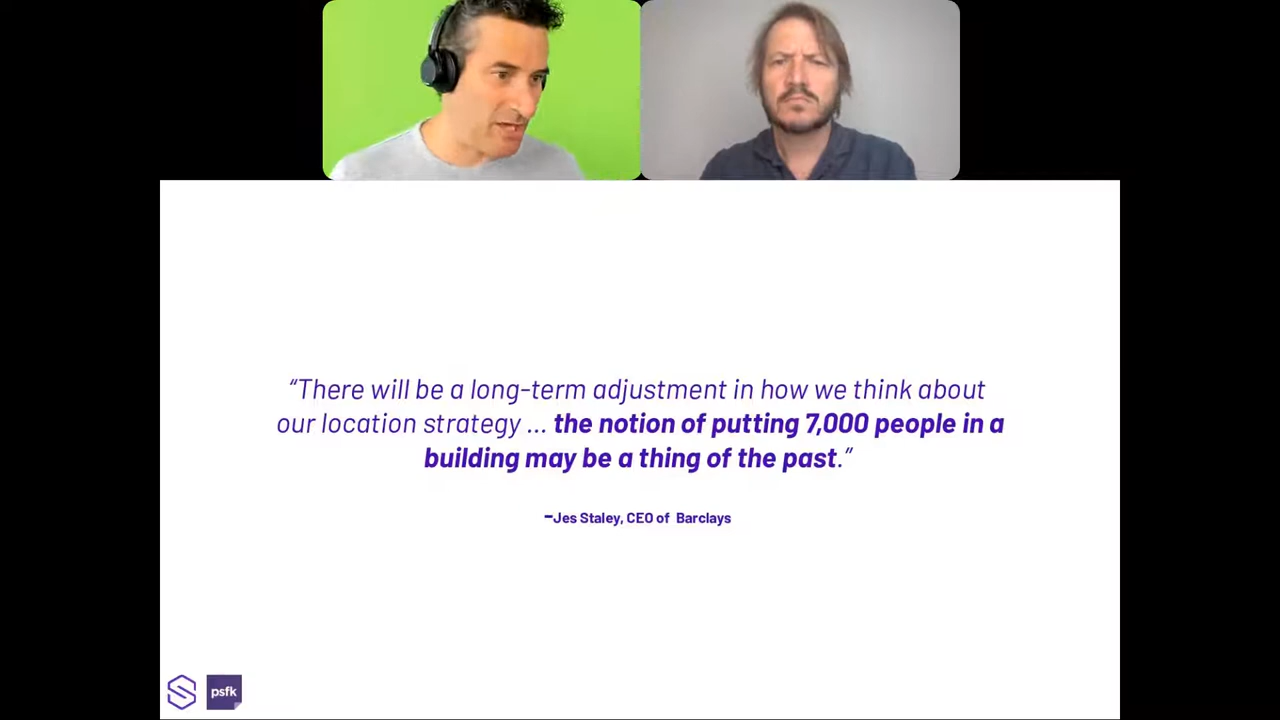 “There will be a long-term adjustment in how we think about
our location strategy ... the notion of putting 7,000 people in a
building may be a thing of the past.”
–Jes Staley, CEO of  Barclays
psfk